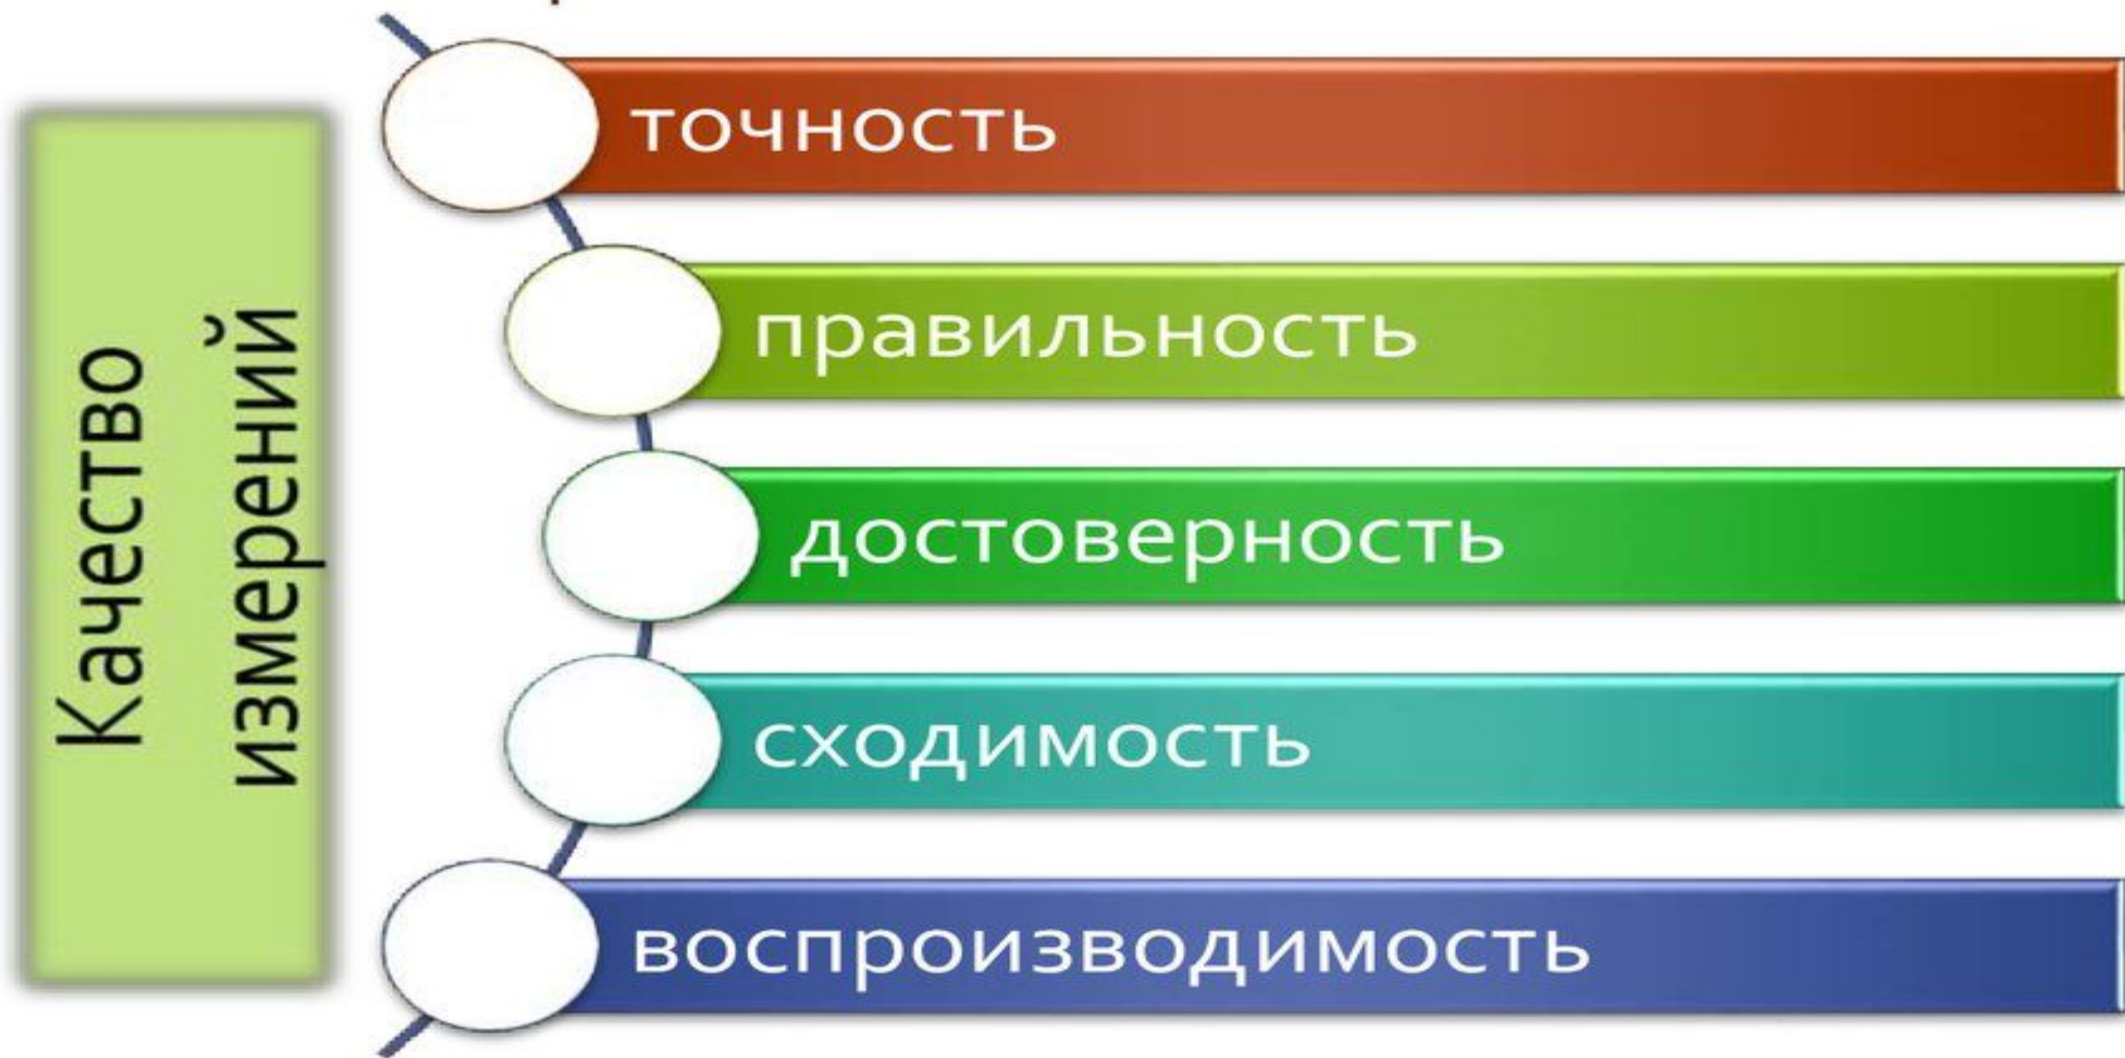 Качество
измерений
точность
правильность
достоверность
сходимость
воспроизводимость